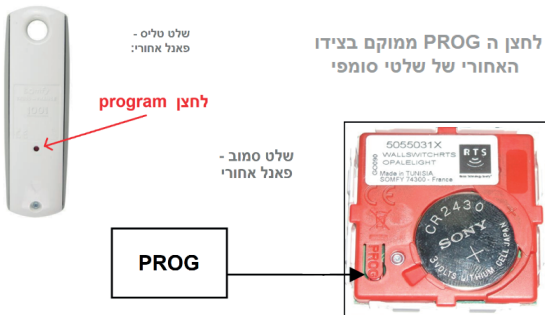 שלט טליס -
פאנל אחורי:
לחצן ה PROG ממוקם בצידו
האחורי של שלטי סומפי
לחצן program
שלט סמוב -
פאנל אחורי
PROG
5055031X
WALLSWITCHRTS
OPALELIGHT
Made in TUNISIA
SOMFY 74300 - France
RTS
CR2430
SONY
3 VOLTS LITHIUM CELL JAPAN
PROG